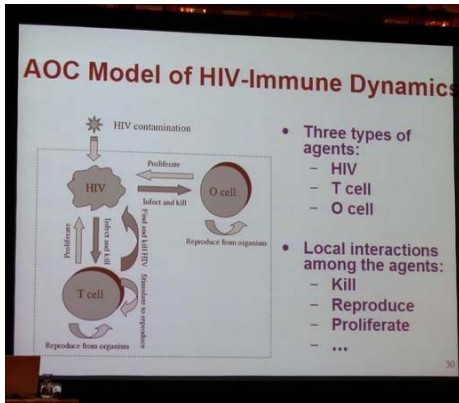 AOC Model of HIV-Immune Dynamics
HIV contamination
HIV
Proliferate
Infect and kill
O cell
Reproduce from organism
Proliferate
Infect and kill
Find and kill HIV
Stimulate to reproduce
T cell
Reproduce from organism
• Three types of
agents:
– HIV
– T cell
– O cell
• Local interactions
among the agents:
– Kill
– Reproduce
– Proliferate
– ...
30